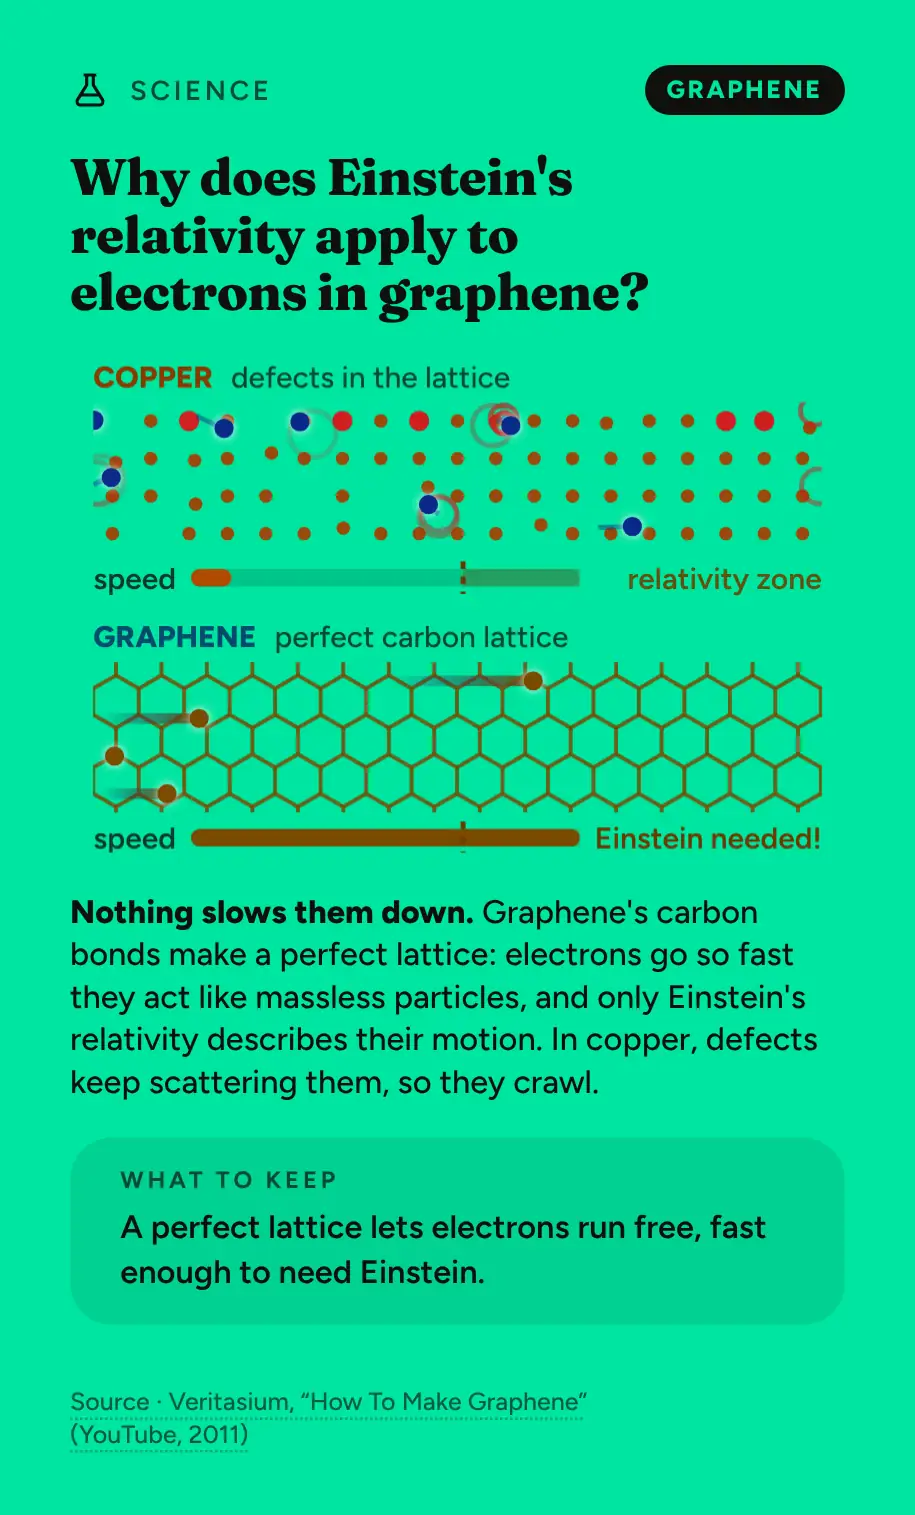 SCIENCE
GRAPHENE
Why does Einstein's
relativity apply to
electrons in graphene?
COPPER defects in the lattice
speed
relativity zone
GRAPHENE perfect carbon lattice
speed
Einstein needed!
Nothing slows them down. Graphene's carbon
bonds make a perfect lattice: electrons go so fast
they act like massless particles, and only Einstein's
relativity describes their motion. In copper, defects
keep scattering them, so they crawl.
WHAT TO KEEP
A perfect lattice lets electrons run free, fast
enough to need Einstein.
Source · Veritasium, “How To Make Graphene”
(YouTube, 2011)